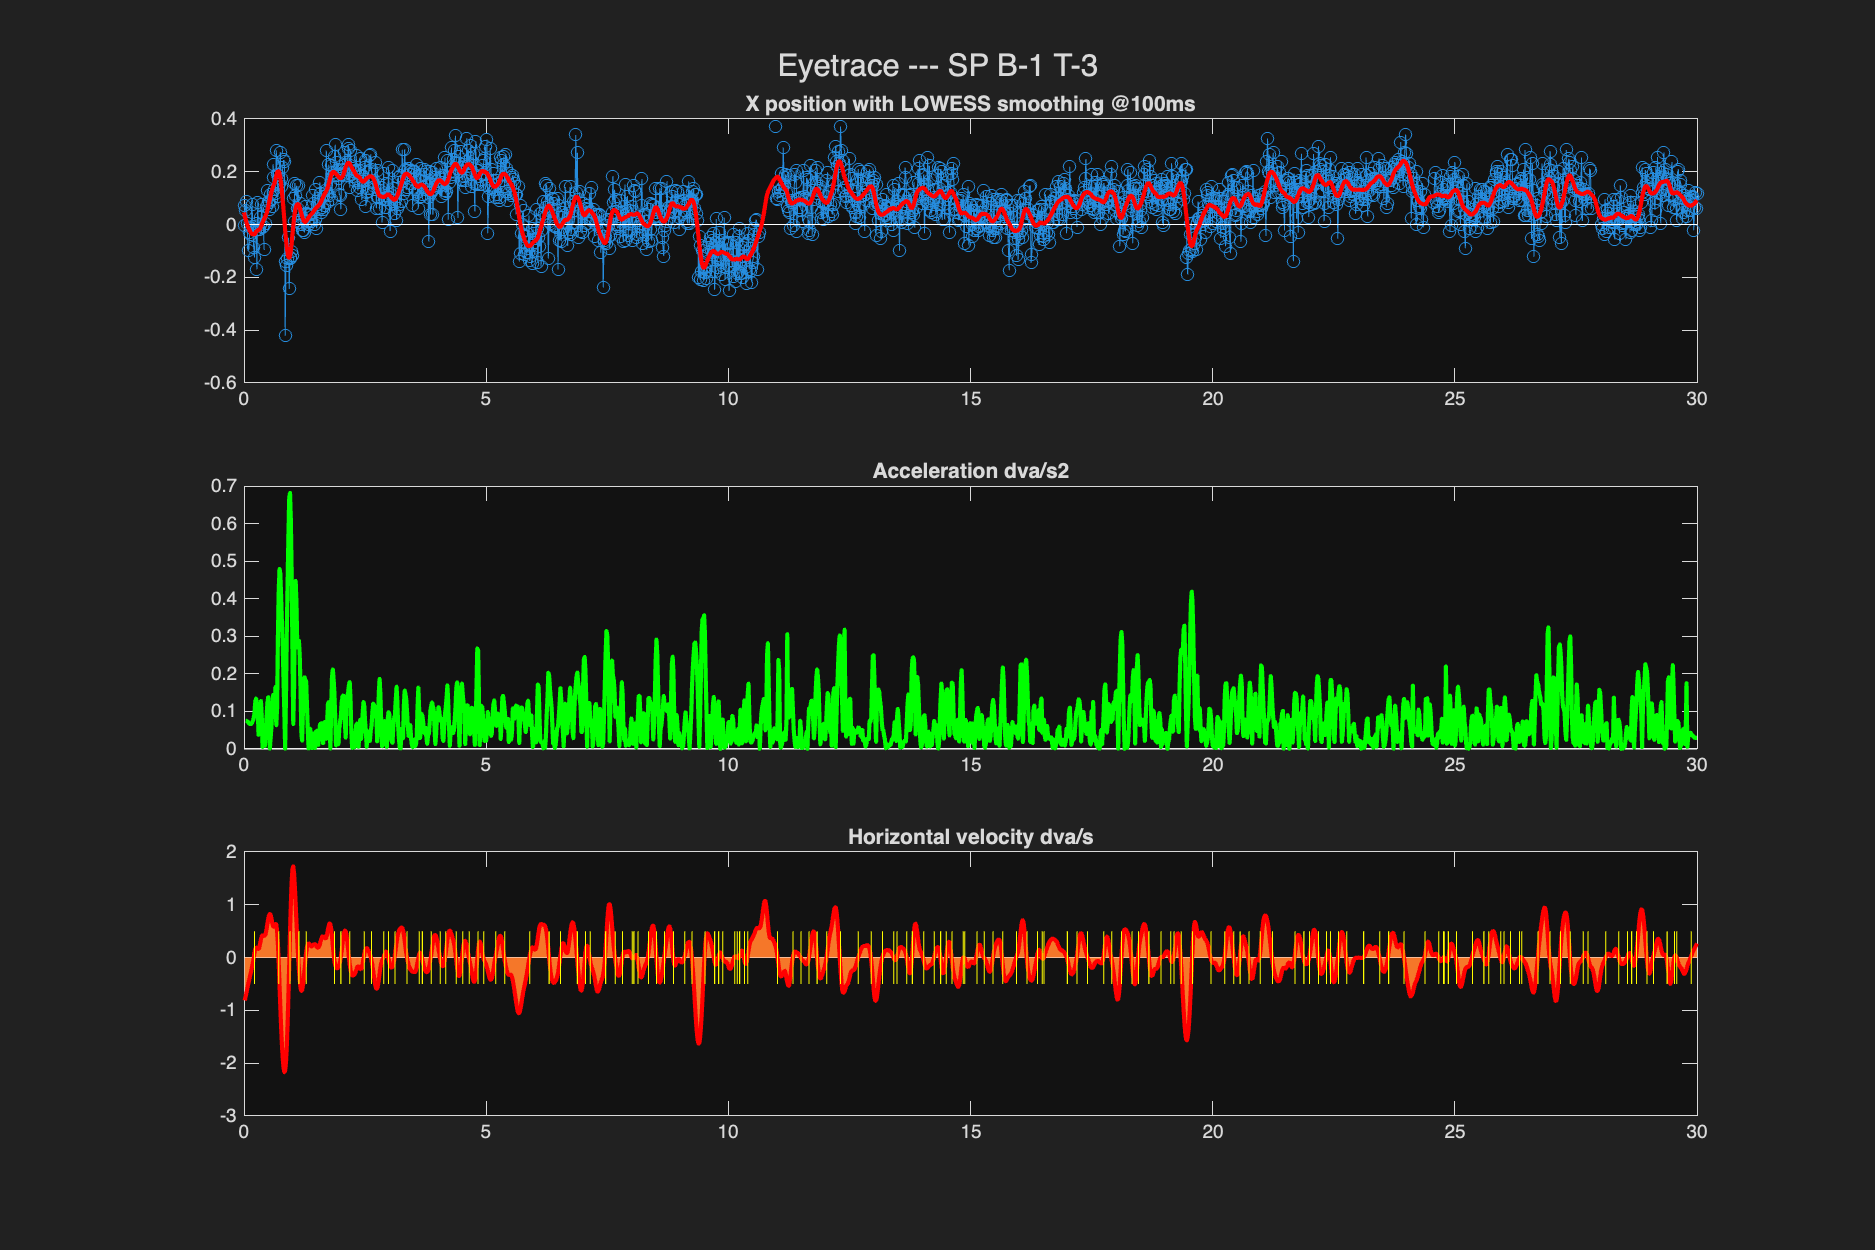 Eyetrace --- SP B-1 T-3
X position with LOWESS smoothing @100ms
0.4
0.2
0
-0.2
-0.4
-0.6
0 5 10 15 20 25 30
Acceleration dva/s2
0.7
0.6
0.5
0.4
0.3
0.2
0.1
0
0 5 10 15 20 25 30
Horizontal velocity dva/s
2
1
0
-1
-2
-3
0 5 10 15 20 25 30